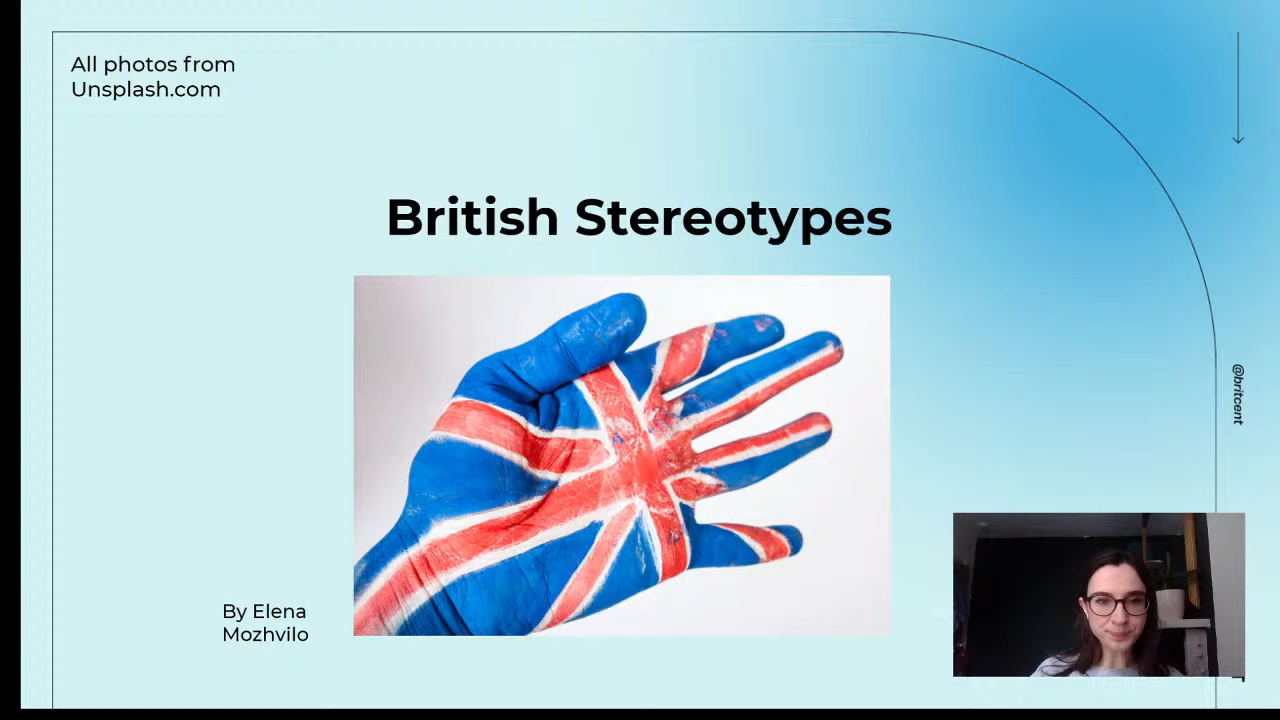 All photos from
Unsplash.com
British Stereotypes
@britcent
By Elena
Mozhvilo